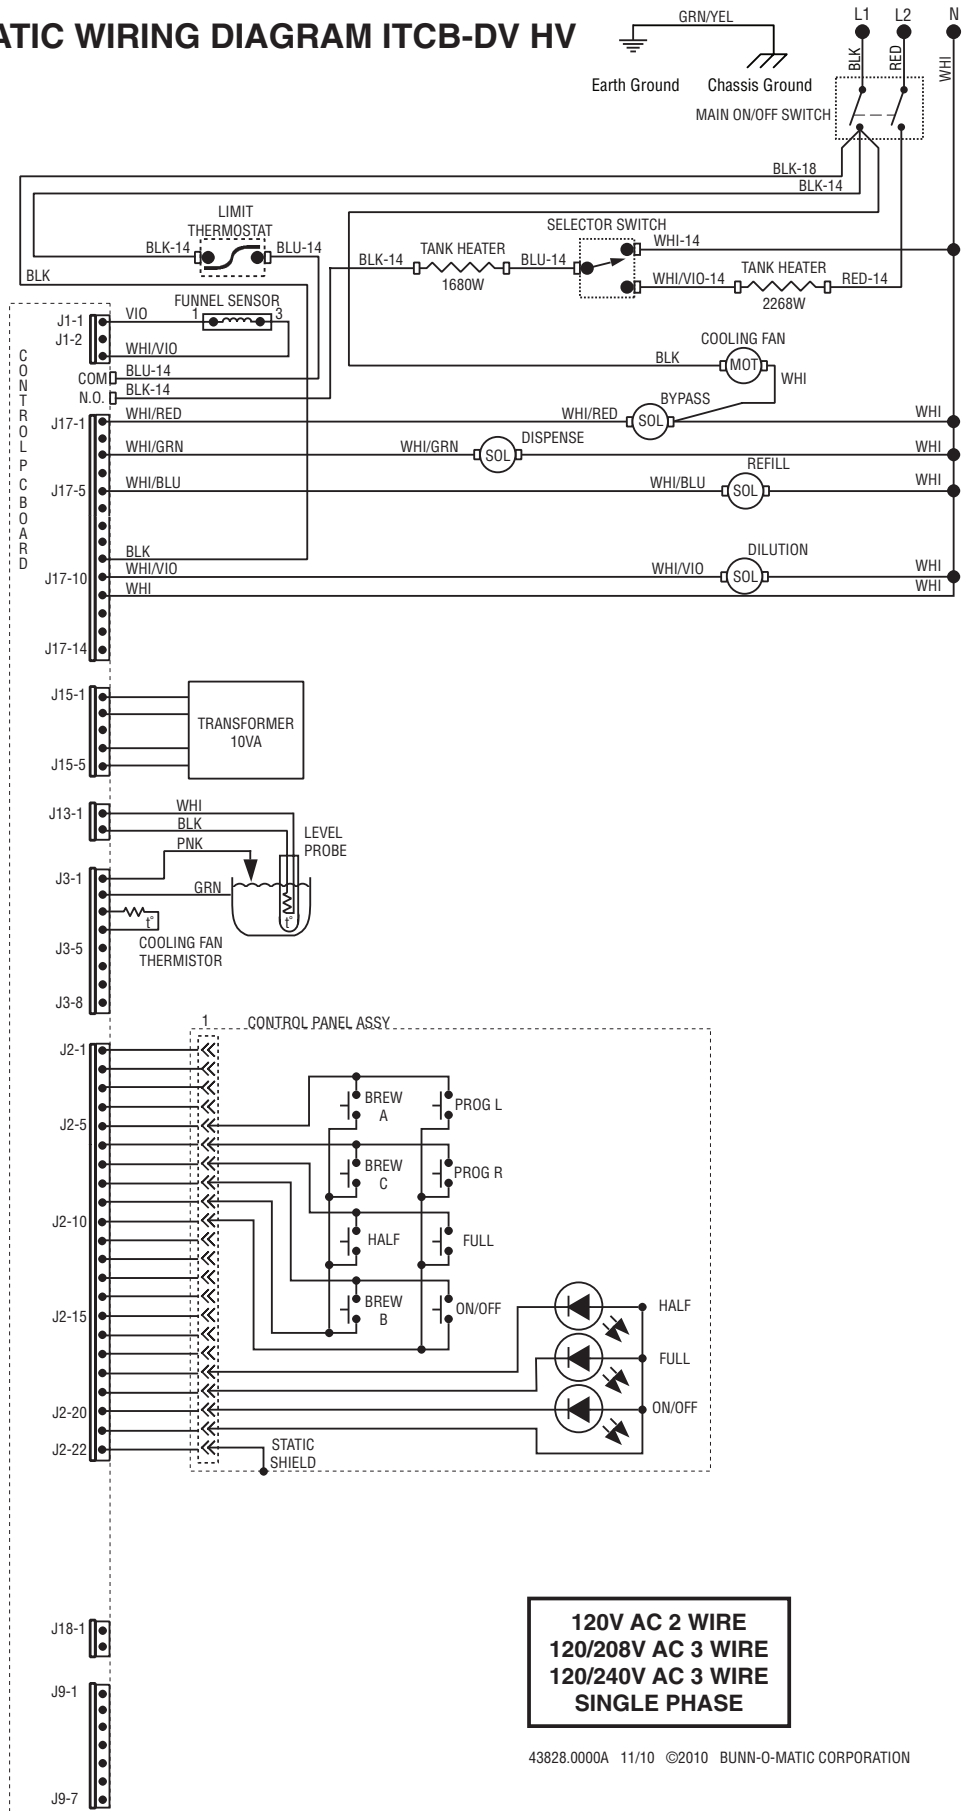 ATIC WIRING DIAGRAM ITCB-DV HV
GRN/YEL
L1
L2
N
BLK
RED
WHI
Earth Ground
Chassis Ground
MAIN ON/OFF SWITCH
BLK-18
BLK-14
LIMIT
THERMOSTAT
BLK-14
BLU-14
SELECTOR SWITCH
WHI-14
BLK-14
TANK HEATER
1680W
BLU-14
WHI/VIO-14
TANK HEATER
2268W
RED-14
BLK
FUNNEL SENSOR
J1-1
VIO
1
3
J1-2
WHI/VIO
CONTROL PC BOARD
COOLING FAN
BLK
MOT
WHI
COM
BLU-14
N.O.
BLK-14
BYPASS
J17-1
WHI/RED
WHI/RED
SOL
WHI
DISPENSE
WHI/GRN
WHI/GRN
SOL
WHI
REFILL
J17-5
WHI/BLU
WHI/BLU
SOL
WHI
BLK
DILUTION
J17-10
WHI/VIO
WHI/VIO
SOL
WHI
WHI
WHI
J17-14
J15-1
TRANSFORMER
10VA
J15-5
J13-1
WHI
BLK
LEVEL
PROBE
PNK
J3-1
GRN
t°
t°
J3-5
COOLING FAN
THERMISTOR
J3-8
1
CONTROL PANEL ASSY
J2-1
BREW
A
PROG L
J2-5
BREW
C
PROG R
J2-10
HALF
FULL
BREW
B
ON/OFF
J2-15
HALF
FULL
J2-20
ON/OFF
J2-22
STATIC
SHIELD
J18-1
120V AC 2 WIRE
120/208V AC 3 WIRE
120/240V AC 3 WIRE
SINGLE PHASE
J9-1
43828.0000A 11/10 ©2010 BUNN-O-MATIC CORPORATION
J9-7